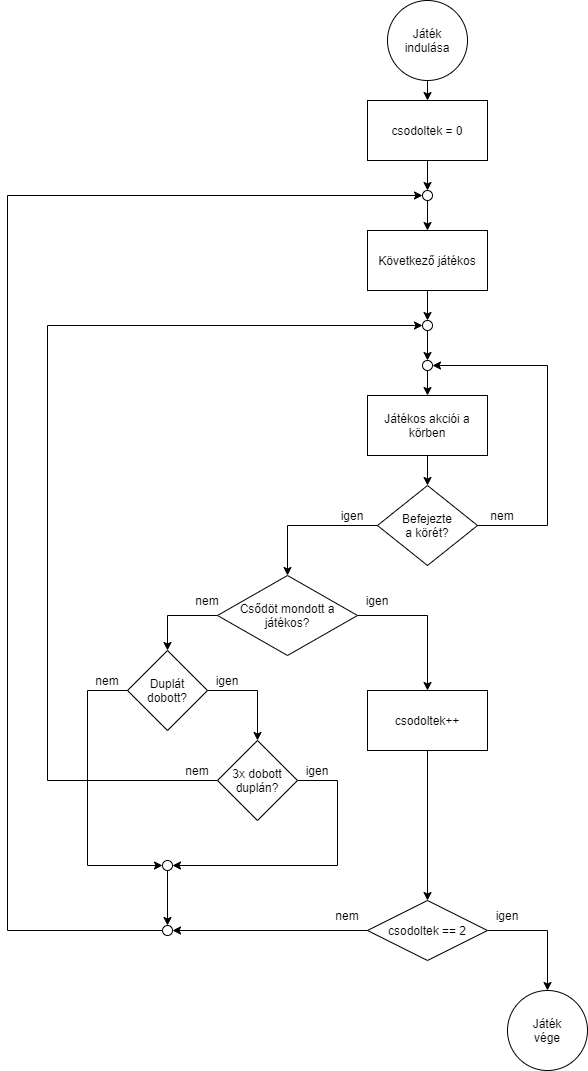 Játék
indulása
csodoltek = 0
Következő játékos
Játékos akciói a
körben
Befejezte
a körét?
igen
nem
Csődöt mondott a
játékos?
nem
igen
Duplát
dobott?
nem
igen
csodoltek++
3x dobott
duplán?
nem
igen
csodoltek == 2
nem
igen
Játék
vége